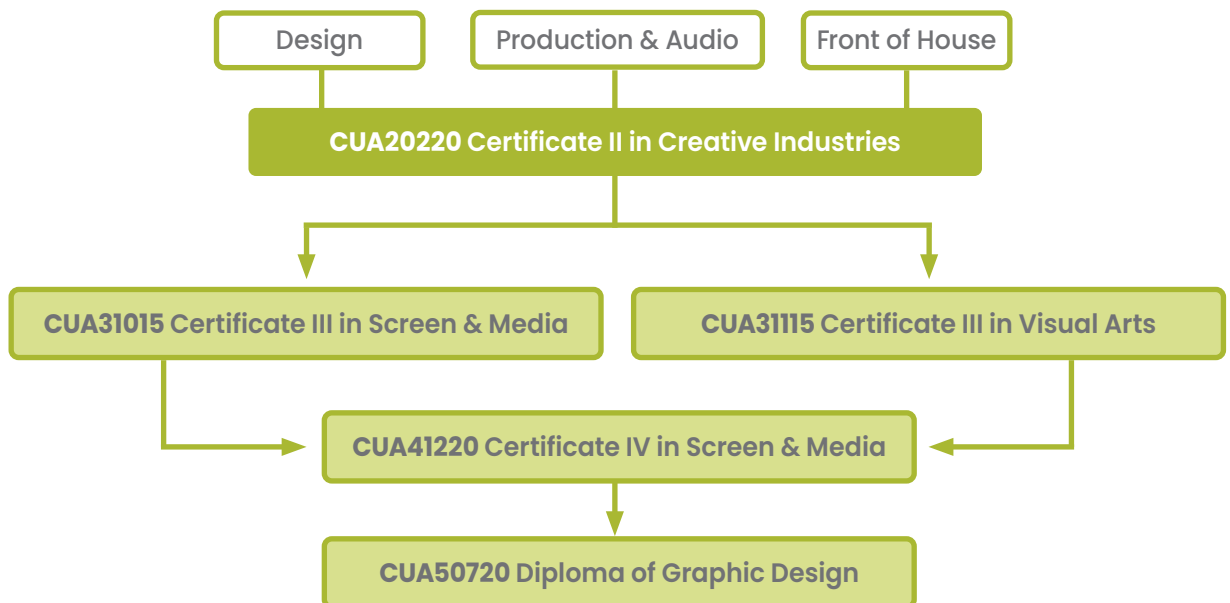 Design
Production & Audio
Front of House
CUA20220 Certificate II in Creative Industries
CUA31015 Certificate III in Screen & Media
CUA31115 Certificate III in Visual Arts
CUA41220 Certificate IV in Screen & Media
CUA50720 Diploma of Graphic Design